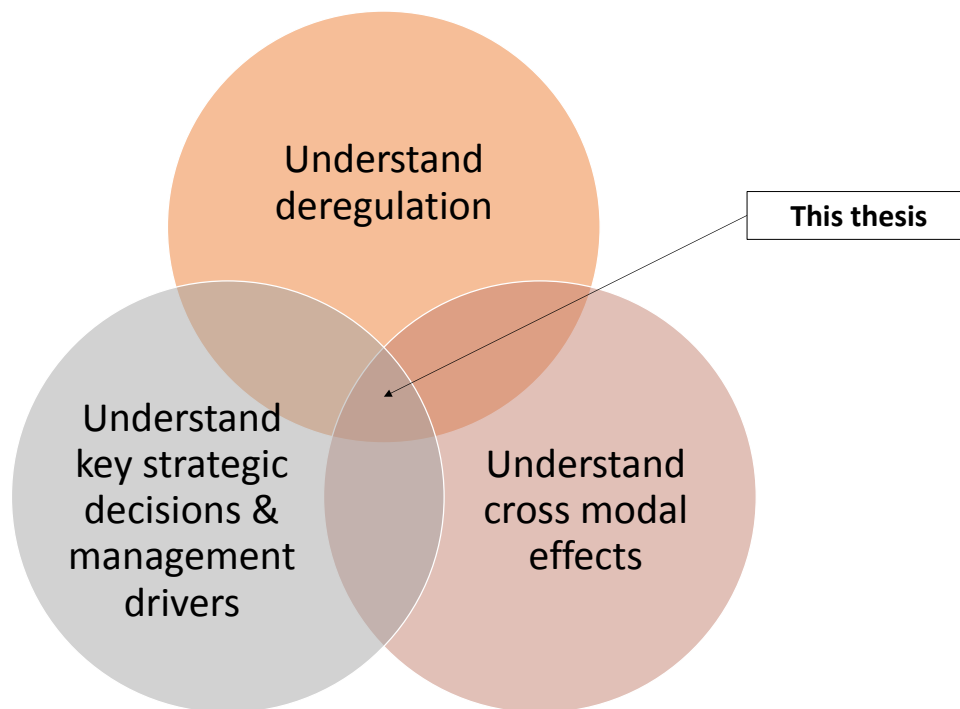 Understand
deregulation
This thesis
Understand
key strategic
decisions &
management
drivers
Understand
cross modal
effects